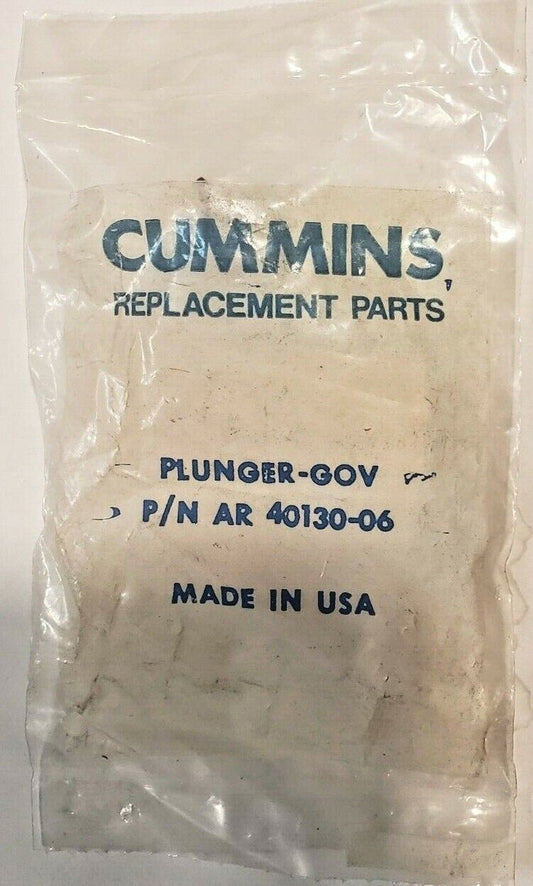 CUMMINS
REPLACEMENT PARTS
PLUNGER-GOV
P/N AR 40130-06
MADE IN USA